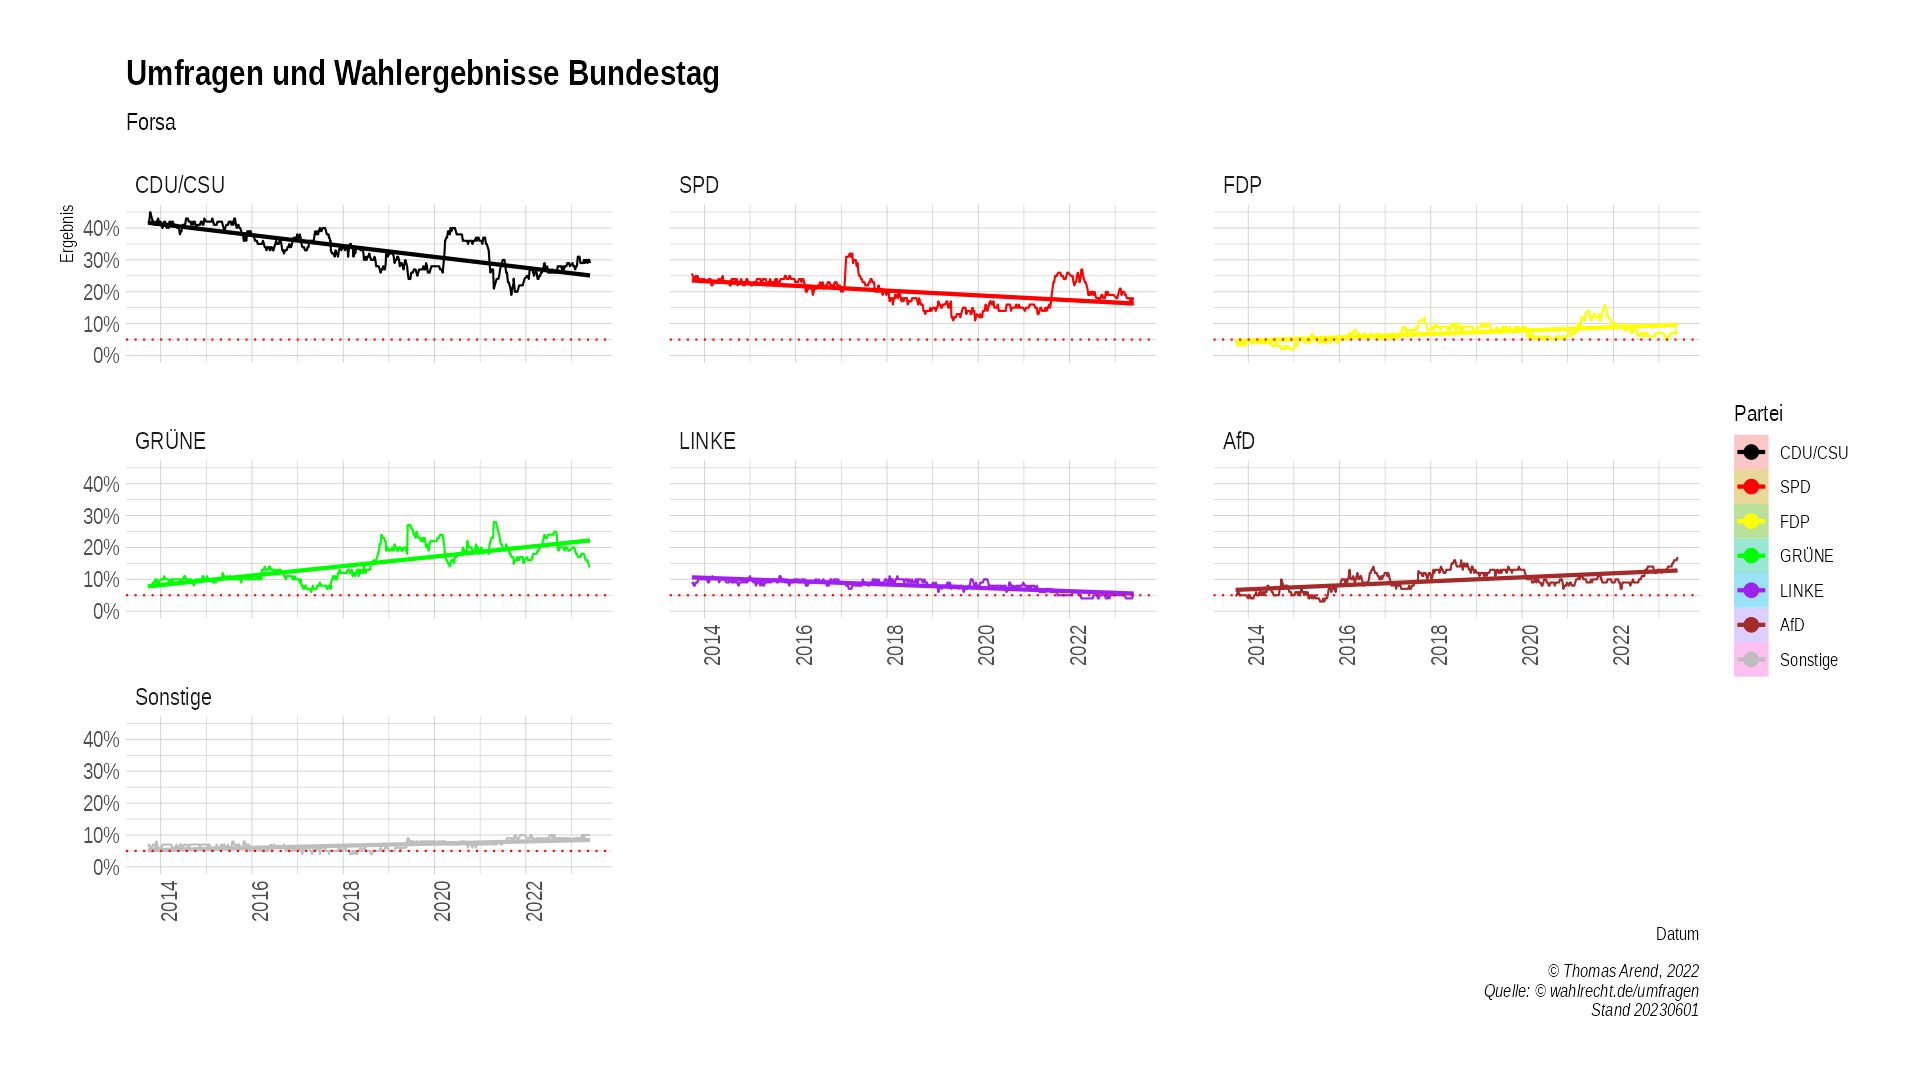 Umfragen und Wahlergebnisse Bundestag
Forsa
CDU/CSU
SPD
FDP
Ergebnis
40%
30%
20%
10%
0%
GRÜNE
LINKE
AfD
40%
30%
20%
10%
0%
2014
2016
2018
2020
2022
2014
2016
2018
2020
2022
Sonstige
40%
30%
20%
10%
0%
2014
2016
2018
2020
2022
Partei
CDU/CSU
SPD
FDP
GRÜNE
LINKE
AfD
Sonstige
Datum
© Thomas Arend, 2022
Quelle: © wahlrecht.de/umfragen
Stand 20230601